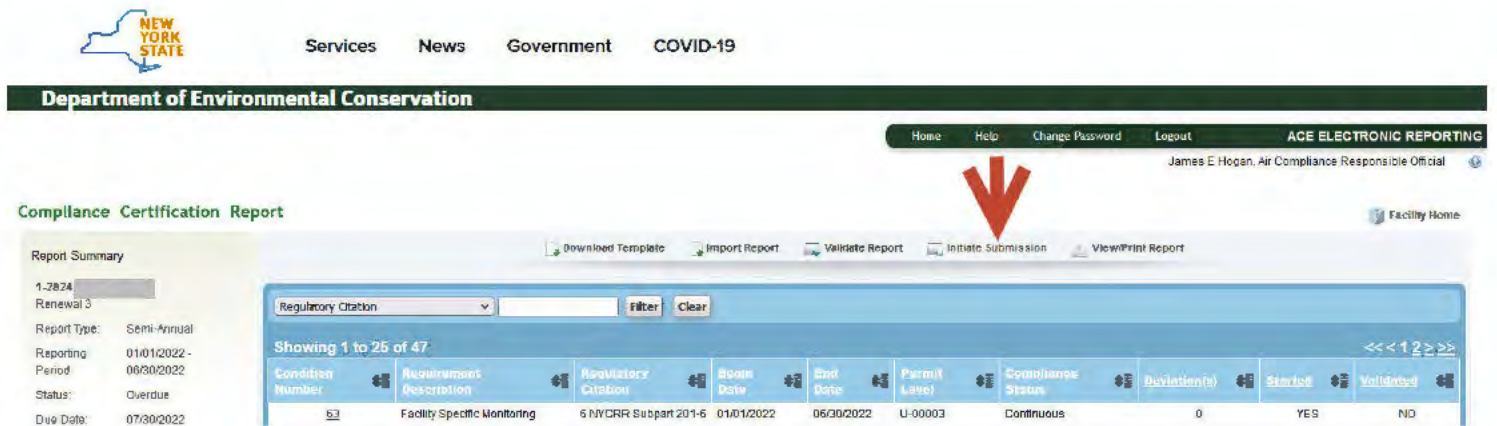 NEW
YORK
STATE
Services News Government COVID-19
Department of Environmental Conservation
Home Help Change Password Logout ACE ELECTRONIC REPORTING
James E Hogan, Air Compliance Responsible Official
Compliance Certification Report
Facility Home
Download Template Import Report Validate Report Initiate Submission View/Print Report
Report Summary
1-2824
Renewal 3
Report Type: Semi-Annual
Reporting Period 01/01/2022 - 06/30/2022
Status: Overdue
Due Date: 07/30/2022
Regulatory Citation Filter Clear
Showing 1 to 25 of 47 << < 1 2 > >>
Condition Number Requirement Description Regulatory Citation Begin Date End Date Permit Level Compliance Status Deviation(s) Started Validated
63 Facility Specific Monitoring 6 NYCRR Subpart 201-6 01/01/2022 06/30/2022 U-00003 Continuous 0 YES NO